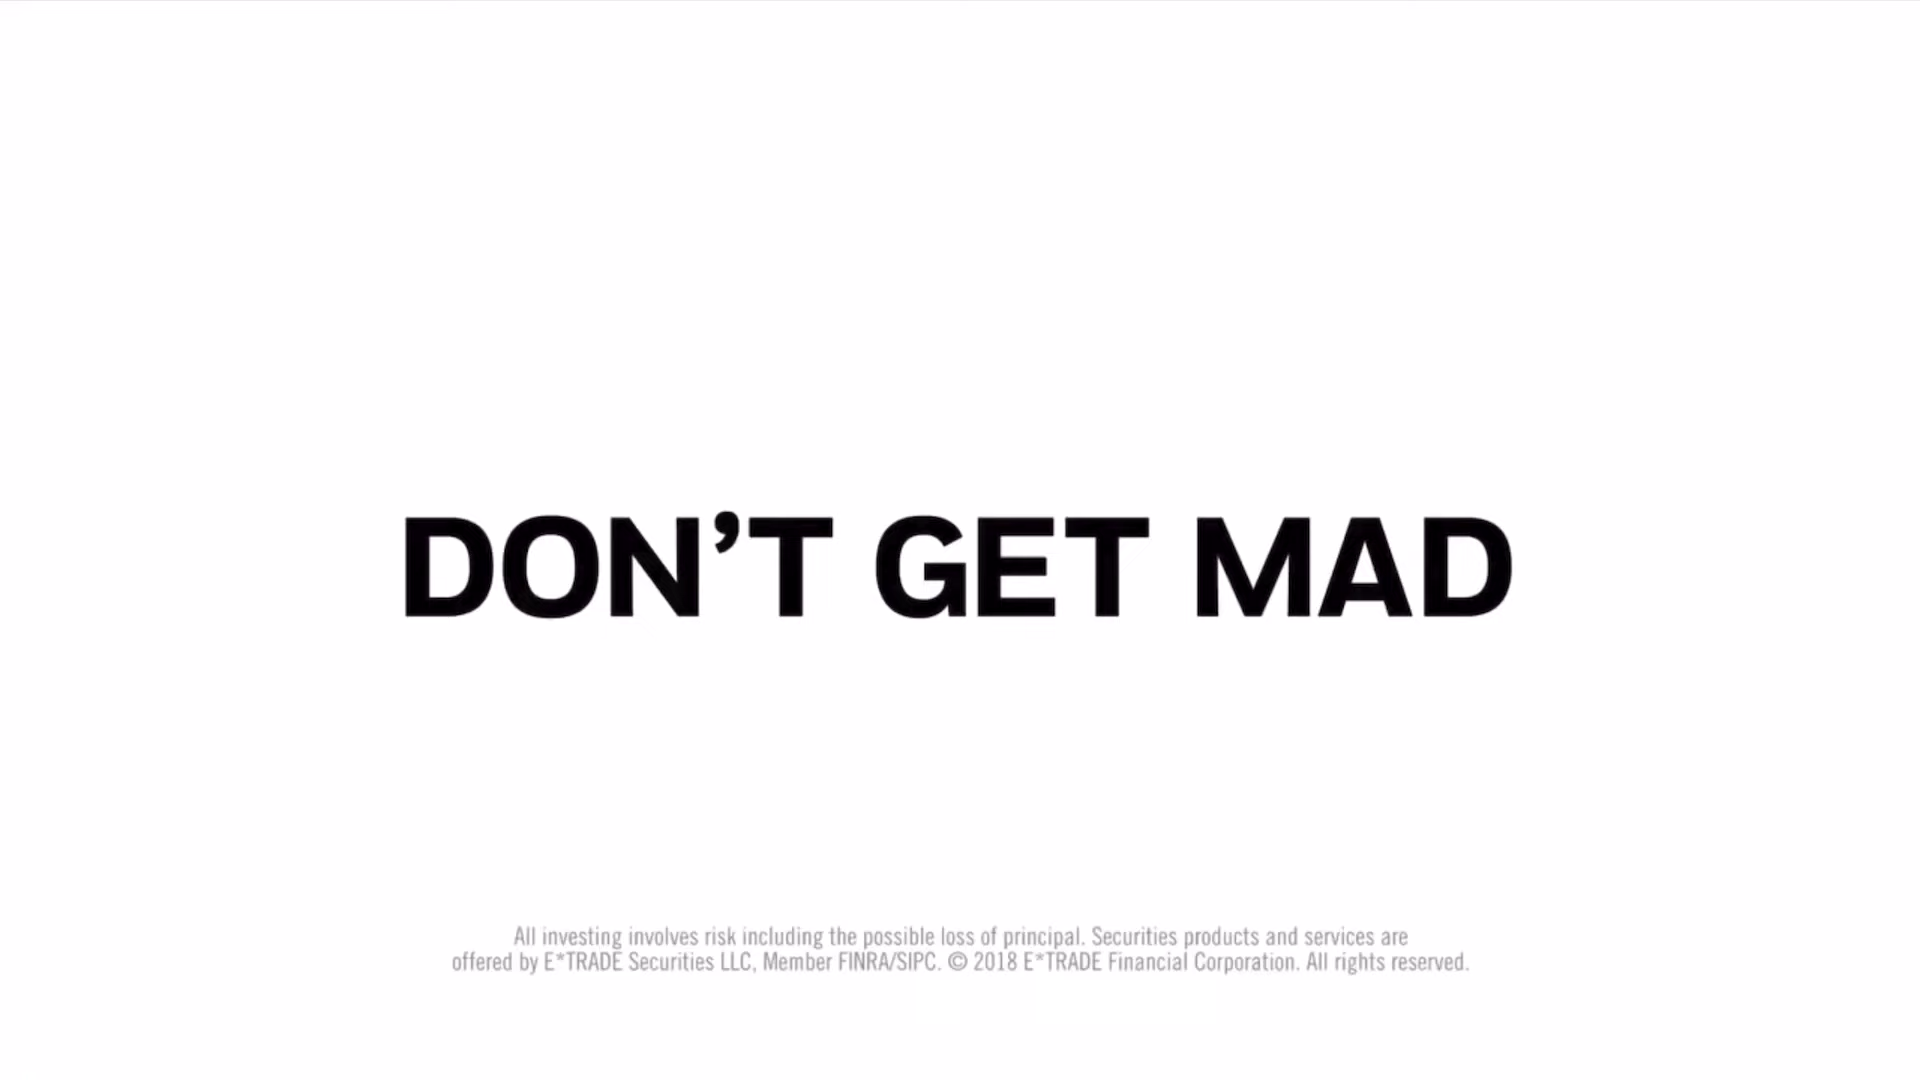 DON’T GET MAD
All investing involves risk including the possible loss of principal. Securities products and services are
offered by E*TRADE Securities LLC, Member FINRA/SIPC. © 2018 E*TRADE Financial Corporation. All rights reserved.